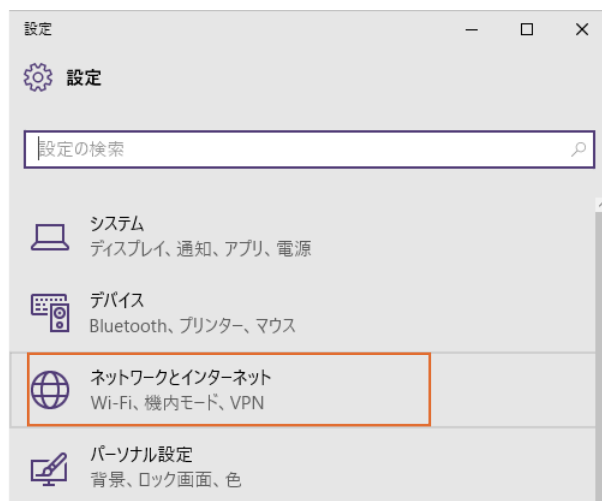 設定
設定
設定の検索
システム
ディスプレイ、通知、アプリ、電源
デバイス
Bluetooth、プリンター、マウス
ネットワークとインターネット
Wi-Fi、機内モード、VPN
パーソナル設定
背景、ロック画面、色